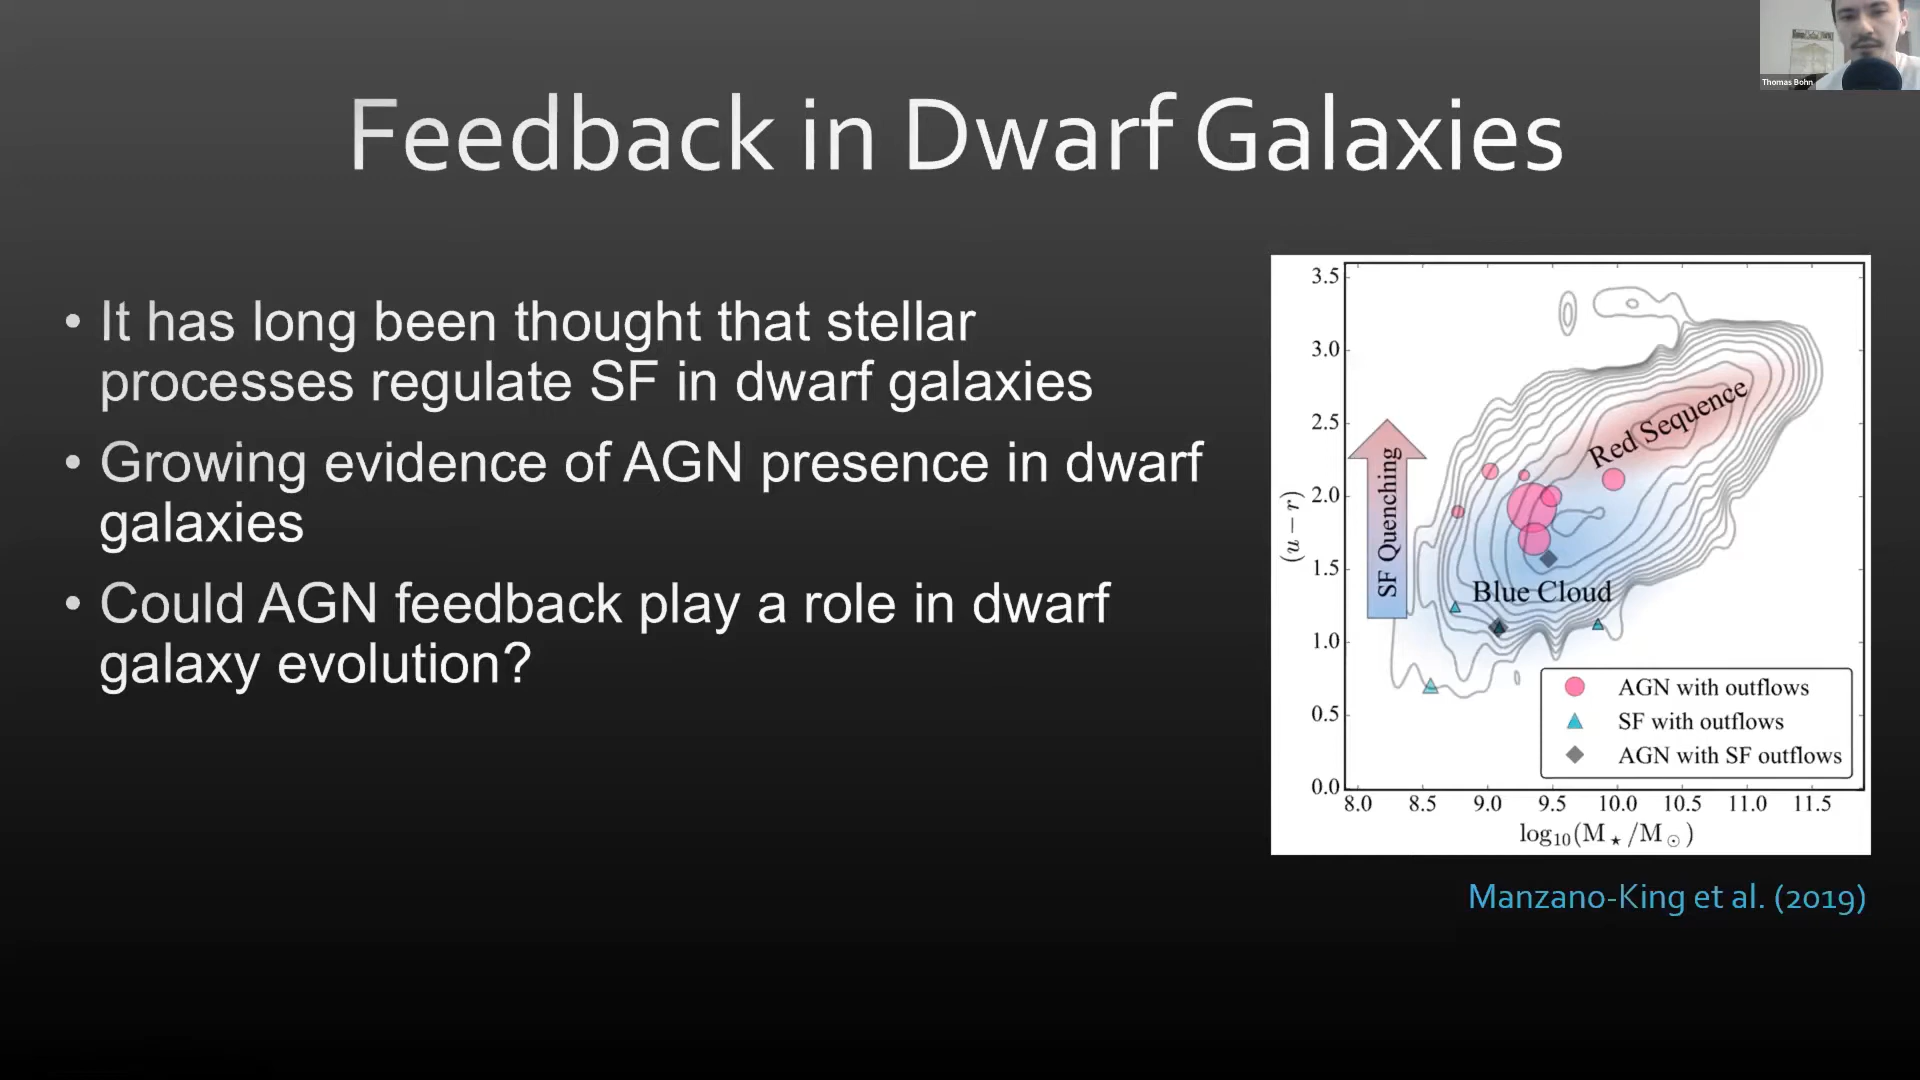 Thomas Bohn
Feedback in Dwarf Galaxies
• It has long been thought that stellar
processes regulate SF in dwarf galaxies
• Growing evidence of AGN presence in dwarf
galaxies
• Could AGN feedback play a role in dwarf
galaxy evolution?
3.5
3.0
2.5
2.0
1.5
1.0
0.5
0.0
(u − r)
SF Quenching
Red Sequence
Blue Cloud
AGN with outflows
SF with outflows
AGN with SF outflows
8.0 8.5 9.0 9.5 10.0 10.5 11.0 11.5
log₁₀(M⋆/M⊙)
Manzano-King et al. (2019)